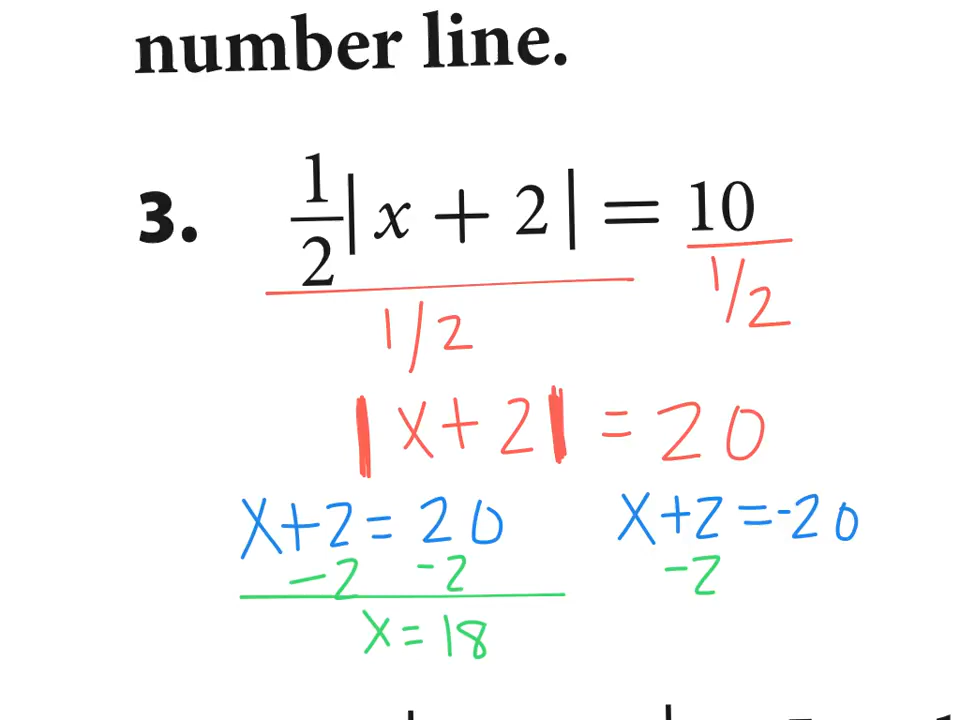 number line.
3. 1/2|x + 2| = 10
1/2 1/2
|x+2| = 20
x+2=20 x+2=-20
-2 -2 -2
x=18